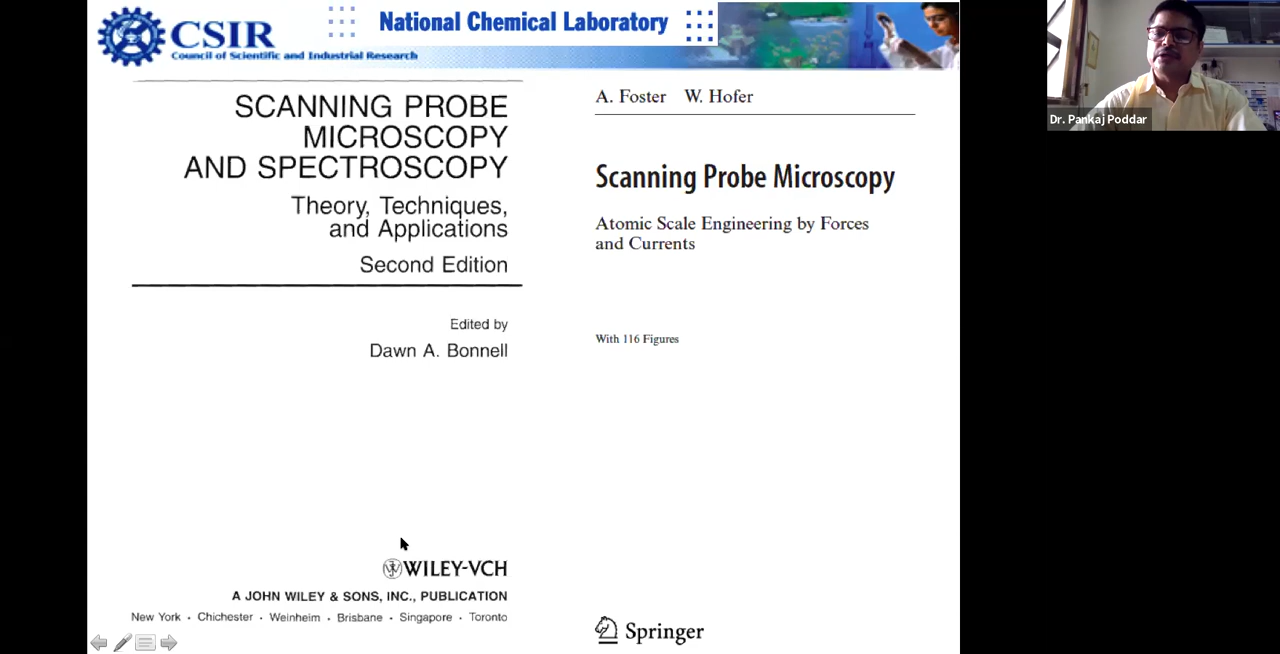 CSIR
Council of Scientific and Industrial Research
National Chemical Laboratory
SCANNING PROBE
MICROSCOPY
AND SPECTROSCOPY
Theory, Techniques,
and Applications
Second Edition
Edited by
Dawn A. Bonnell
WILEY-VCH
A JOHN WILEY & SONS, INC., PUBLICATION
New York · Chichester · Weinheim · Brisbane · Singapore · Toronto
A. Foster W. Hofer
Scanning Probe Microscopy
Atomic Scale Engineering by Forces
and Currents
With 116 Figures
Springer
Dr. Pankaj Poddar